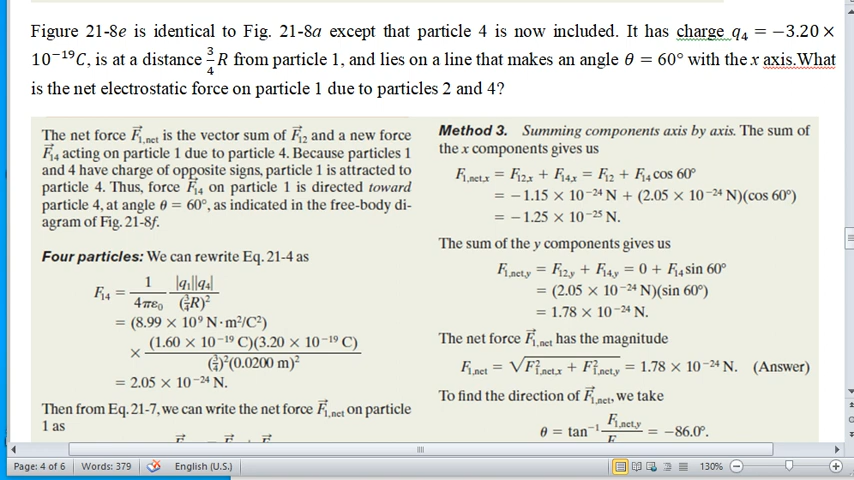 Figure 21-8e is identical to Fig. 21-8a except that particle 4 is now included. It has charge q₄ = −3.20 ×
10⁻¹⁹C, is at a distance 3/4 R from particle 1, and lies on a line that makes an angle θ = 60° with the x axis.What
is the net electrostatic force on particle 1 due to particles 2 and 4?
The net force F⃗1,net is the vector sum of F⃗12 and a new force
F⃗14 acting on particle 1 due to particle 4. Because particles 1
and 4 have charge of opposite signs, particle 1 is attracted to
particle 4. Thus, force F⃗14 on particle 1 is directed toward
particle 4, at angle θ = 60°, as indicated in the free-body di-
agram of Fig. 21-8f.
Four particles: We can rewrite Eq. 21-4 as
F14 = 1/4πε0 |q1||q4|/(3/4R)²
= (8.99 × 10⁹ N·m²/C²)
× (1.60 × 10⁻¹⁹ C)(3.20 × 10⁻¹⁹ C)/(3/4)²(0.0200 m)²
= 2.05 × 10⁻²⁴ N.
Then from Eq. 21-7, we can write the net force F⃗1,net on particle
1 as
Method 3. Summing components axis by axis. The sum of
the x components gives us
F1,net,x = F12,x + F14,x = F12 + F14 cos 60°
= −1.15 × 10⁻²⁴ N + (2.05 × 10⁻²⁴ N)(cos 60°)
= −1.25 × 10⁻²⁵ N.
The sum of the y components gives us
F1,net,y = F12,y + F14,y = 0 + F14 sin 60°
= (2.05 × 10⁻²⁴ N)(sin 60°)
= 1.78 × 10⁻²⁴ N.
The net force F⃗1,net has the magnitude
F1,net = √F²1,net,x + F²1,net,y = 1.78 × 10⁻²⁴ N. (Answer)
To find the direction of F⃗1,net, we take
θ = tan⁻¹ F1,net,y/F = −86.0°.
Page: 4 of 6 Words: 379 English (U.S.) 130%